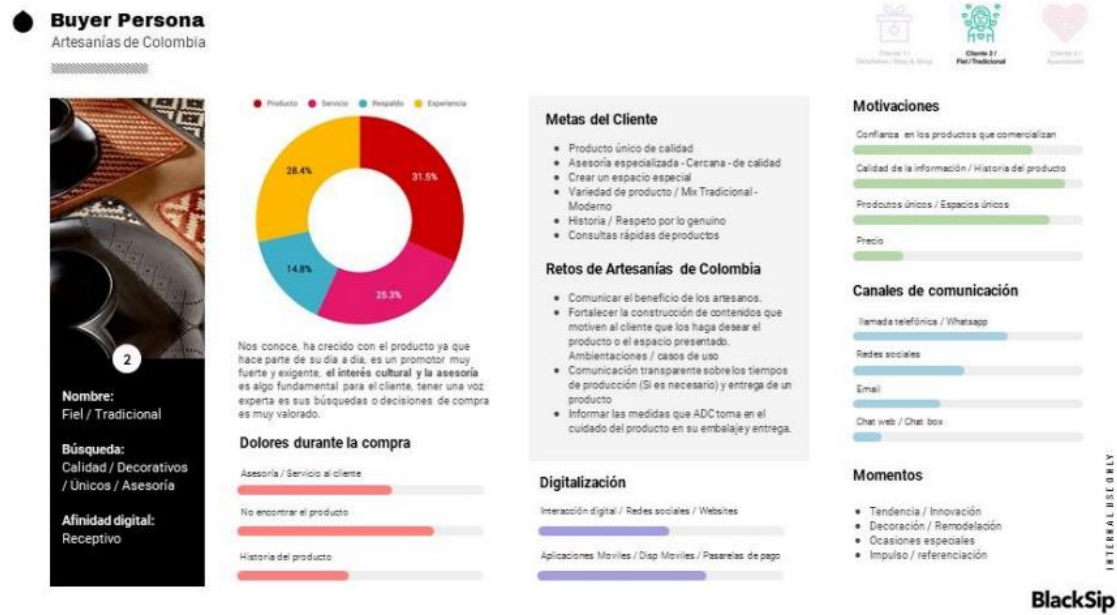 Buyer Persona
Artesanías de Colombia
Cliente 2 /
Fiel / Tradicional
2
Nombre:
Fiel / Tradicional
Búsqueda:
Calidad / Decorativos
/ Únicos / Asesoría
Afinidad digital:
Receptivo
Producto
Servicio
Respaldo
Experiencia
28.4%
31.5%
14.8%
25.3%
Nos conoce, ha crecido con el producto ya que
hace parte de su dia a dia, es un promotor muy
fuerte y exigente, el interés cultural y la asesoría
es algo fundamental para el cliente, tener una voz
experta es sus búsquedas o decisiones de compra
es muy valorado.
Dolores durante la compra
Asesoría / Servicio al cliente
No encontrar el producto
Historia del producto
Metas del Cliente
Producto único de calidad
Asesoría especializada - Cercana - de calidad
Crear un espacio especial
Variedad de producto / Mix Tradicional -
Moderno
Historia / Respeto por lo genuino
Consultas rápidas de productos
Retos de Artesanías de Colombia
Comunicar el beneficio de los artesanos.
Fortalecer la construcción de contenidos que
motiven al cliente que los haga desear el
producto o el espacio presentado.
Ambientaciones / casos de uso
Comunicación transparente sobre los tiempos
de producción (Si es necesario) y entrega de un
producto
Informar las medidas que ADC toma en el
cuidado del producto en su embalaje y entrega.
Digitalización
Interacción digital / Redes sociales / Websites
Aplicaciones Moviles / Disp Moviles / Pasarelas de pago
Motivaciones
Confianza en los productos que comercializan
Calidad de la información / Historia del producto
Prodcutos únicos / Espacios únicos
Precio
Canales de comunicación
llamada telefónica / Whatsapp
Redes sociales
Email
Chat web / Chat box
Momentos
Tendencia / Innovación
Decoración / Remodelación
Ocasiones especiales
Impulso / referenciación
INTERNAL USE ONLY
BlackSip